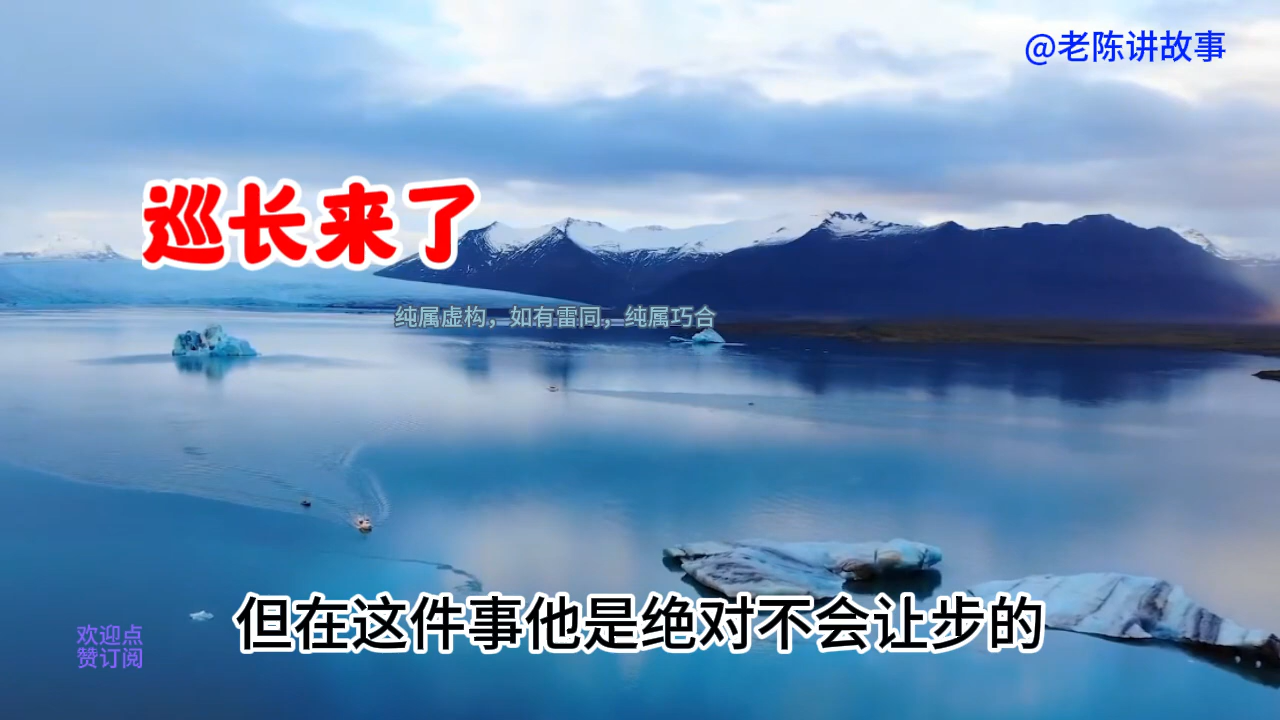 @老陈讲故事
巡长来了
纯属虚构，如有雷同，纯属巧合
但在这件事他是绝对不会让步的
欢迎点
赞订阅